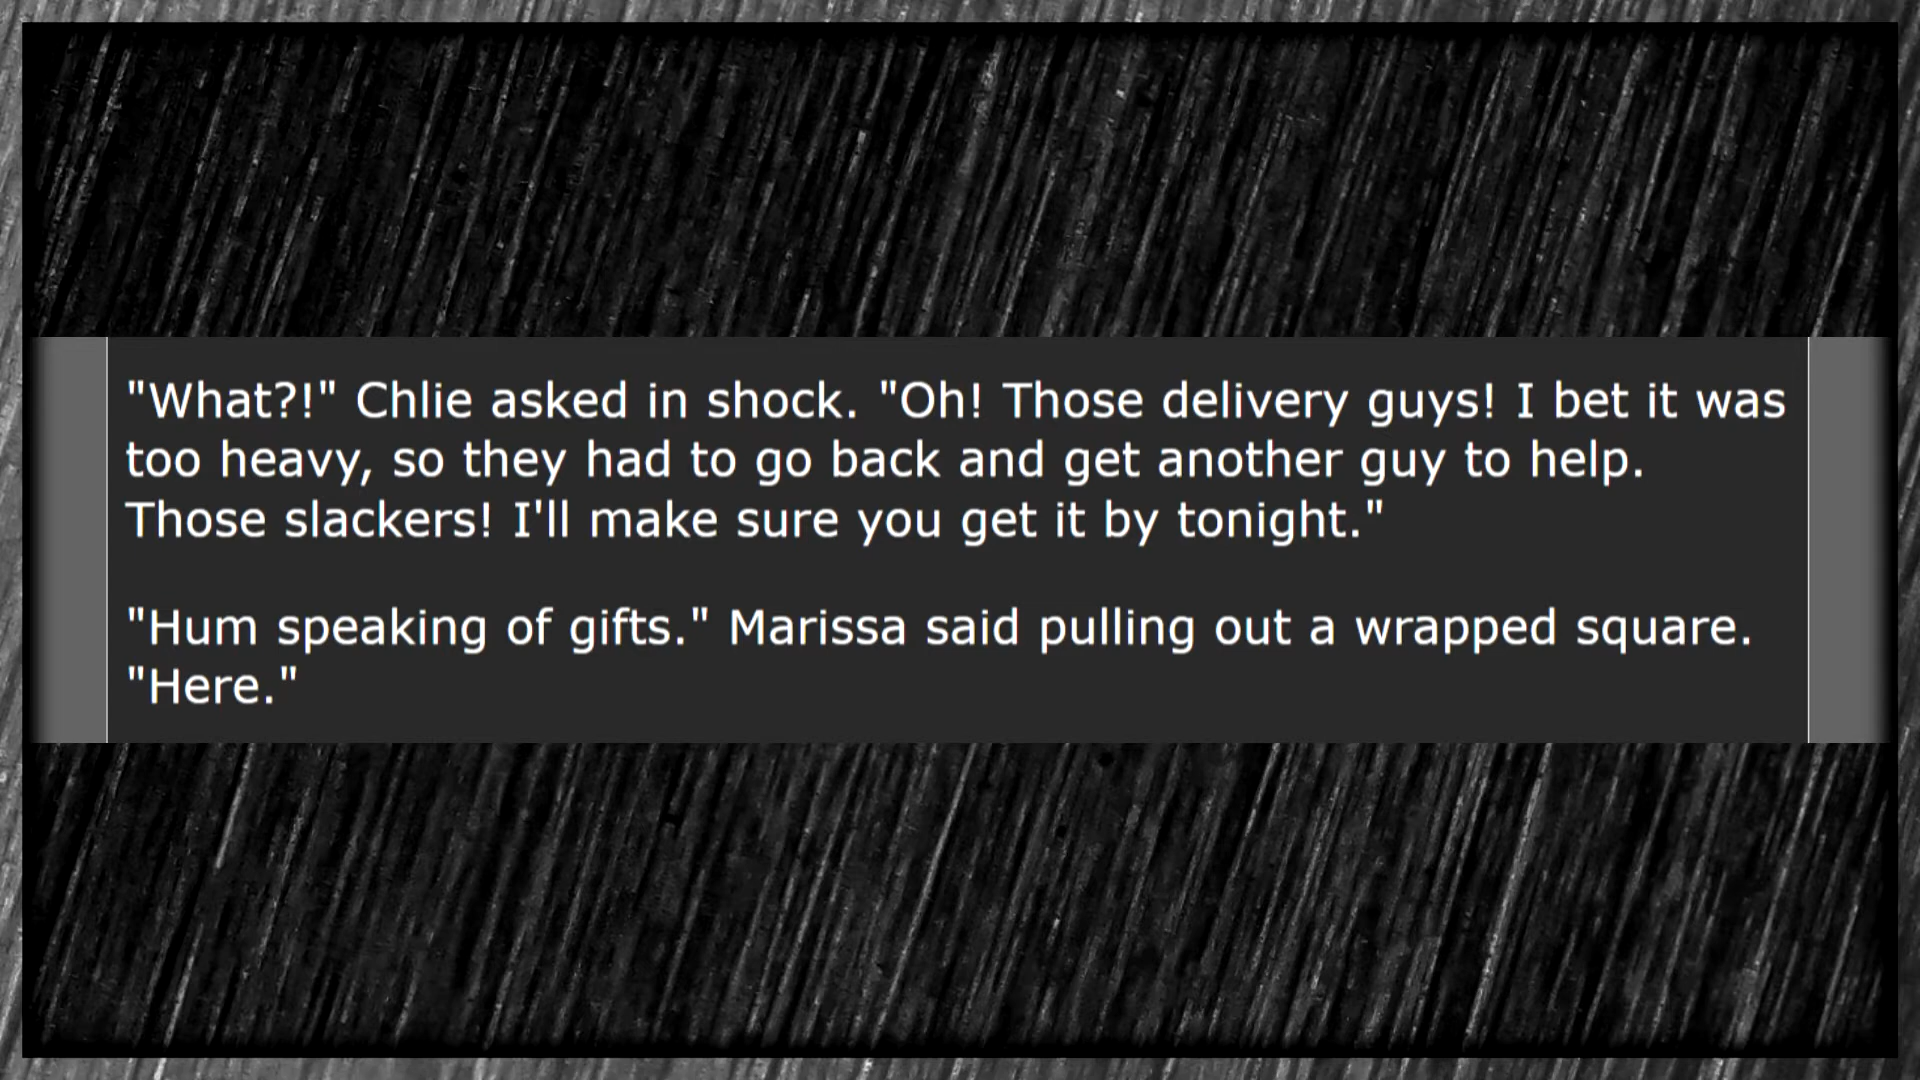 "What?!" Chlie asked in shock. "Oh! Those delivery guys! I bet it was
too heavy, so they had to go back and get another guy to help.
Those slackers! I'll make sure you get it by tonight."
"Hum speaking of gifts." Marissa said pulling out a wrapped square.
"Here."